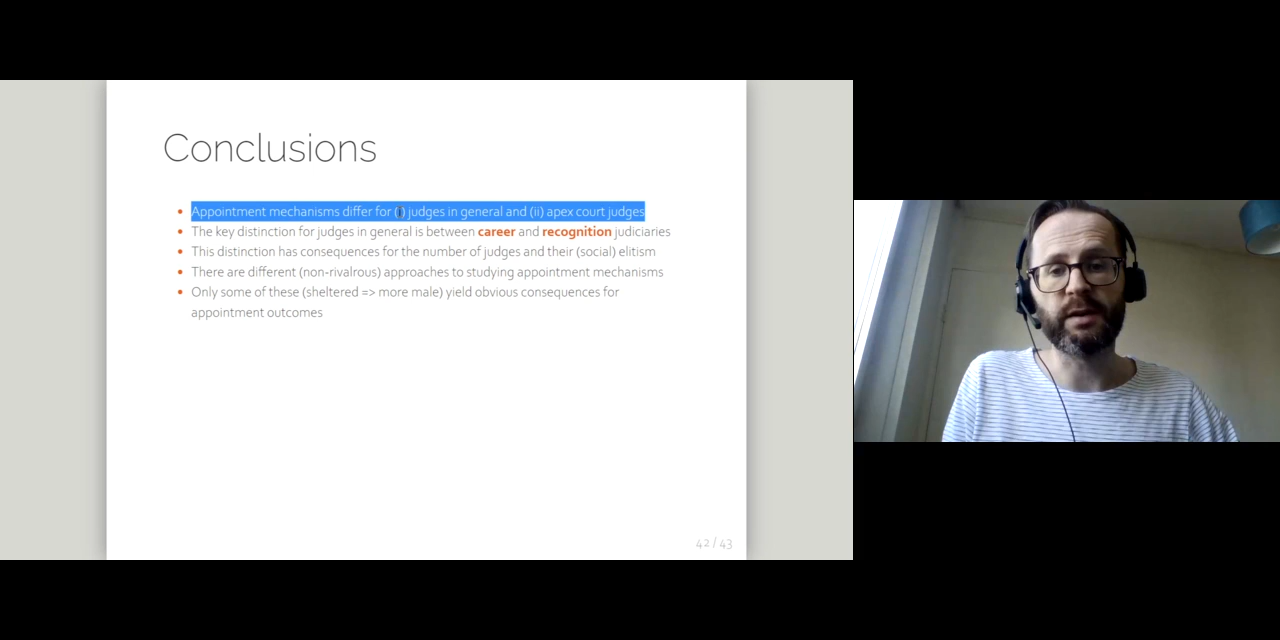 Conclusions
• Appointment mechanisms differ for (i) judges in general and (ii) apex court judges
• The key distinction for judges in general is between career and recognition judiciaries
• This distinction has consequences for the number of judges and their (social) elitism
• There are different (non-rivalrous) approaches to studying appointment mechanisms
• Only some of these (sheltered => more male) yield obvious consequences for
appointment outcomes
42 / 43